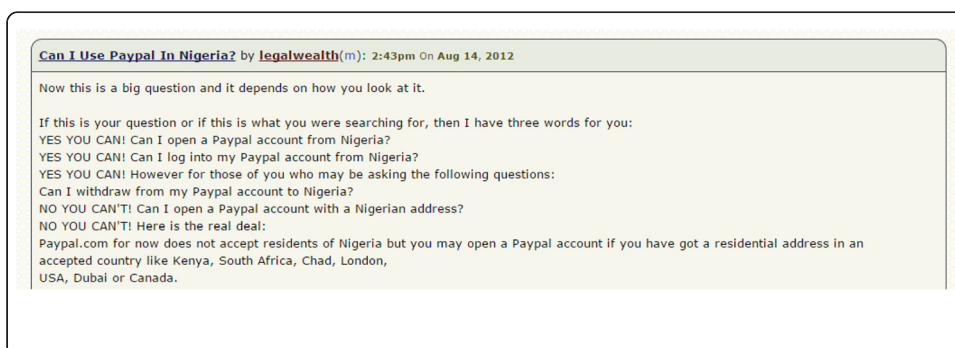 Can I Use Paypal In Nigeria? by legalwealth(m): 2:43pm On Aug 14, 2012
Now this is a big question and it depends on how you look at it.
If this is your question or if this is what you were searching for, then I have three words for you:
YES YOU CAN! Can I open a Paypal account from Nigeria?
YES YOU CAN! Can I log into my Paypal account from Nigeria?
YES YOU CAN! However for those of you who may be asking the following questions:
Can I withdraw from my Paypal account to Nigeria?
NO YOU CAN'T! Can I open a Paypal account with a Nigerian address?
NO YOU CAN'T! Here is the real deal:
Paypal.com for now does not accept residents of Nigeria but you may open a Paypal account if you have got a residential address in an
accepted country like Kenya, South Africa, Chad, London,
USA, Dubai or Canada.